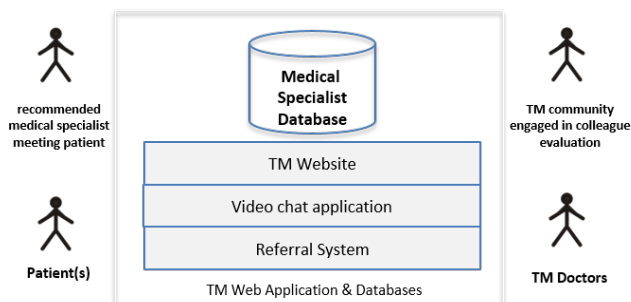 recommended
medical specialist
meeting patient
Patient(s)
Medical
Specialist
Database
TM Website
Video chat application
Referral System
TM Web Application & Databases
TM community
engaged in colleague
evaluation
TM Doctors